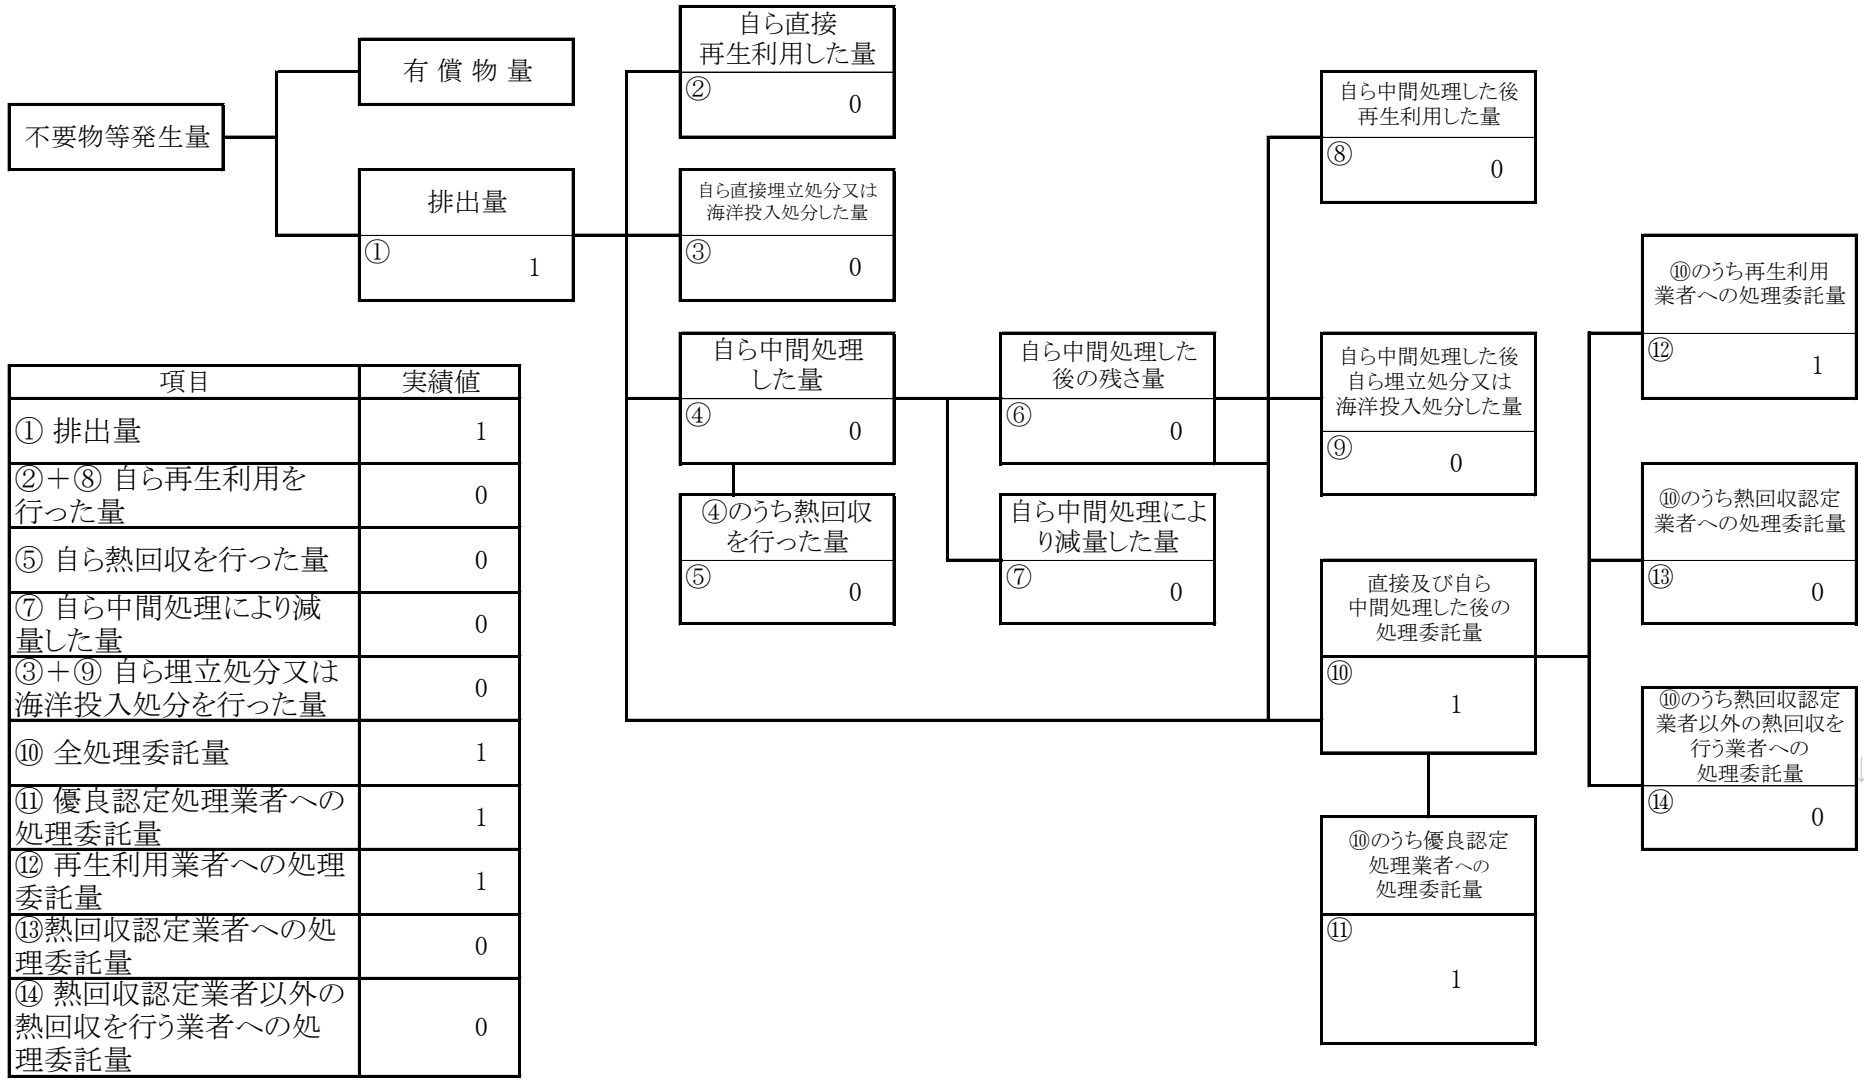 自ら直接
再生利用した量
②
0
有 償 物 量
不要物等発生量
自ら中間処理した後
再生利用した量
⑧
0
排出量
①
1
自ら直接埋立処分又は
海洋投入処分した量
③
0
⑩のうち再生利用
業者への処理委託量
⑫
1
自ら中間処理
した量
④
0
自ら中間処理した
後の残さ量
⑥
0
自ら中間処理した後
自ら埋立処分又は
海洋投入処分した量
⑨
0
④のうち熱回収
を行った量
⑤
0
自ら中間処理によ
り減量した量
⑦
0
⑩のうち熱回収認定
業者への処理委託量
⑬
0
直接及び自ら
中間処理した後の
処理委託量
⑩
1
⑩のうち熱回収認定
業者以外の熱回収を
行う業者への
処理委託量
⑭
0
⑩のうち優良認定
処理業者への
処理委託量
⑪
1
項目 実績値
① 排出量 1
②＋⑧ 自ら再生利用を
行った量 0
⑤ 自ら熱回収を行った量 0
⑦ 自ら中間処理により減
量した量 0
③＋⑨ 自ら埋立処分又は
海洋投入処分を行った量 0
⑩ 全処理委託量 1
⑪ 優良認定処理業者への
処理委託量 1
⑫ 再生利用業者への処理
委託量 1
⑬熱回収認定業者への処
理委託量 0
⑭ 熱回収認定業者以外の
熱回収を行う業者への処
理委託量 0